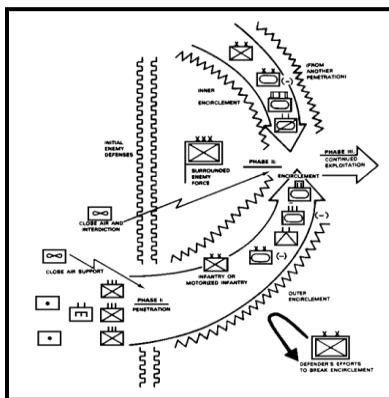 (FROM
ANOTHER
PENETRATION)
(-)
INNER
ENCIRCLEMENT
INITIAL
ENEMY
DEFENSES
XXX
SURROUNDED
ENEMY
FORCE
PHASE II:
ENCIRCLEMENT
PHASE III:
CONTINUED
EXPLOITATION
CLOSE AIR AND
INTERDICTION
(-)
CLOSE AIR SUPPORT
XX
(-)
INFANTRY OR
MOTORIZED INFANTRY
PHASE I:
PENETRATION
OUTER
ENCIRCLEMENT
DEFENDER'S EFFORTS
TO BREAK ENCIRCLEMENT